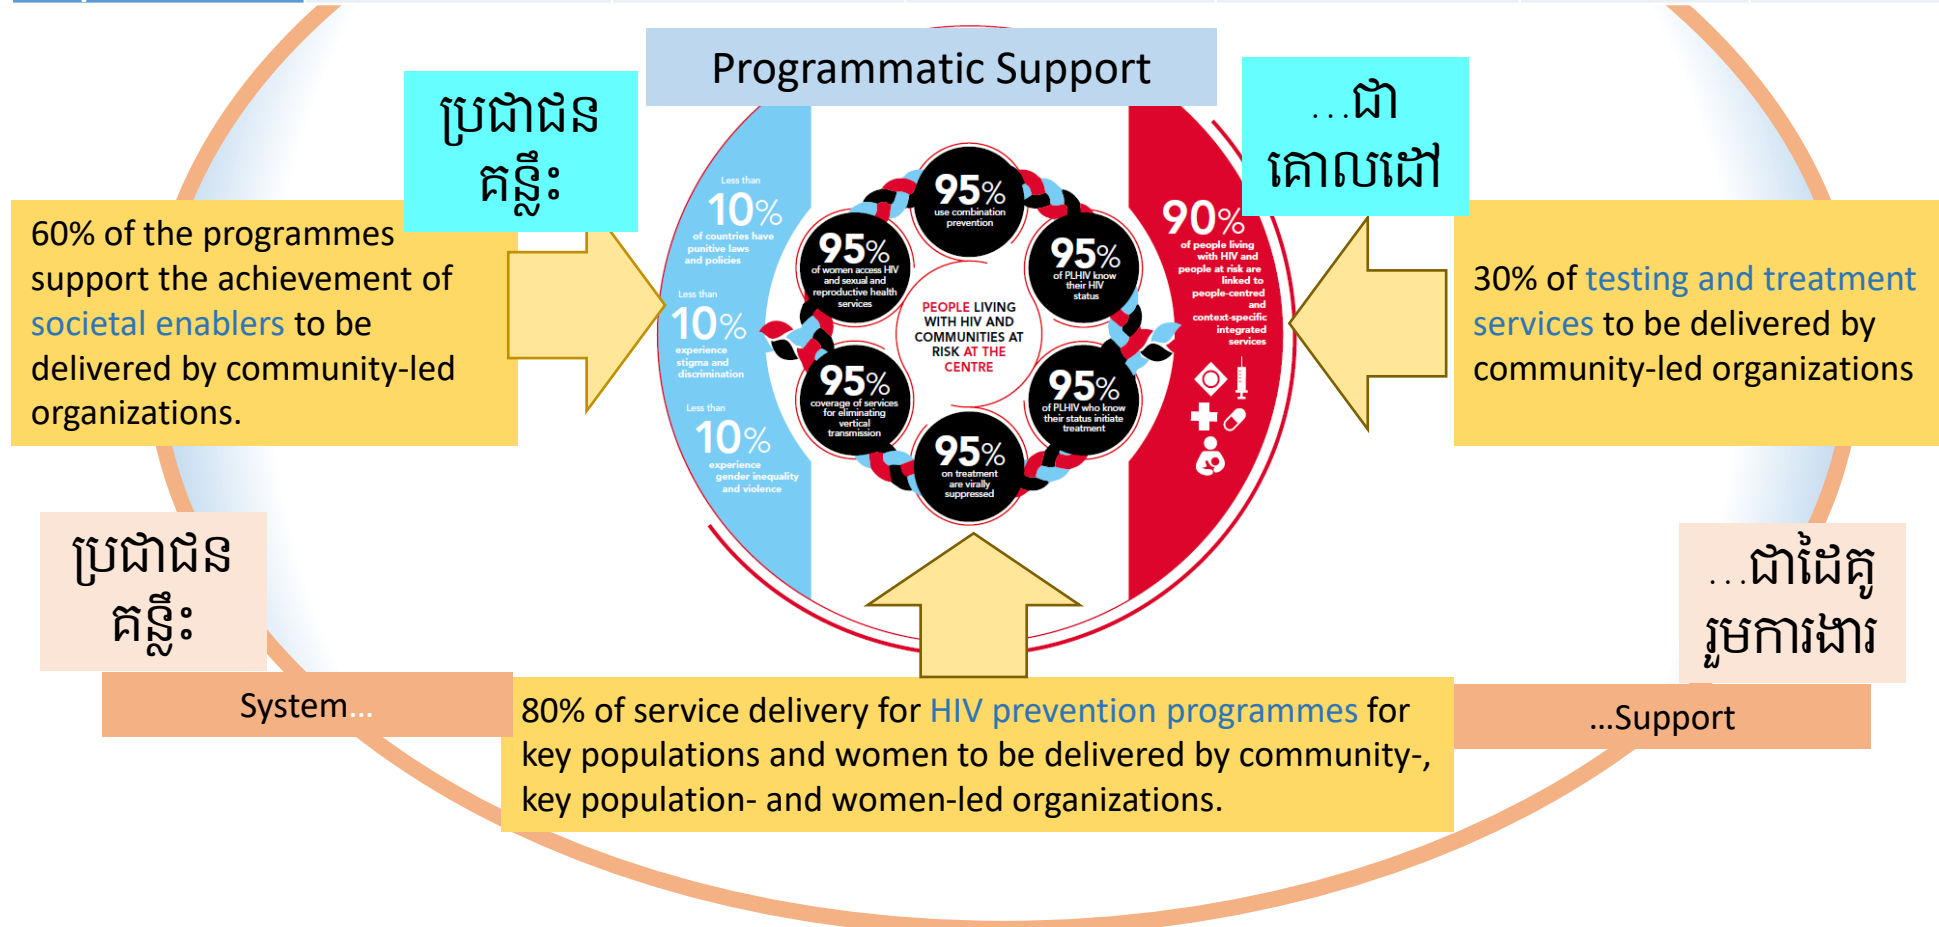 Programmatic Support
ប្រជាជន
គន្លឹះ
...ជា
គោលដៅ
60% of the programmes
support the achievement of
societal enablers to be
delivered by community-led
organizations.
Less than
10%
of countries have
punitive laws
and policies
Less than
10%
experience
stigma and
discrimination
Less than
10%
experience
gender inequality
and violence
95%
use combination
prevention
95%
of women access HIV
and sexual and
reproductive health
services
95%
of PLHIV know
their HIV
status
PEOPLE LIVING
WITH HIV AND
COMMUNITIES AT
RISK AT THE
CENTRE
95%
coverage of services
for eliminating
vertical
transmission
95%
of PLHIV who know
their status initiate
treatment
95%
on treatment
are virally
suppressed
90%
of people living
with HIV and
people at risk are
linked to
people-centred
and
context-specific
integrated
services
30% of testing and treatment
services to be delivered by
community-led organizations
ប្រជាជន
គន្លឹះ
...ជាដៃគូ
រួមការងារ
System...
80% of service delivery for HIV prevention programmes for
key populations and women to be delivered by community-,
key population- and women-led organizations.
...Support